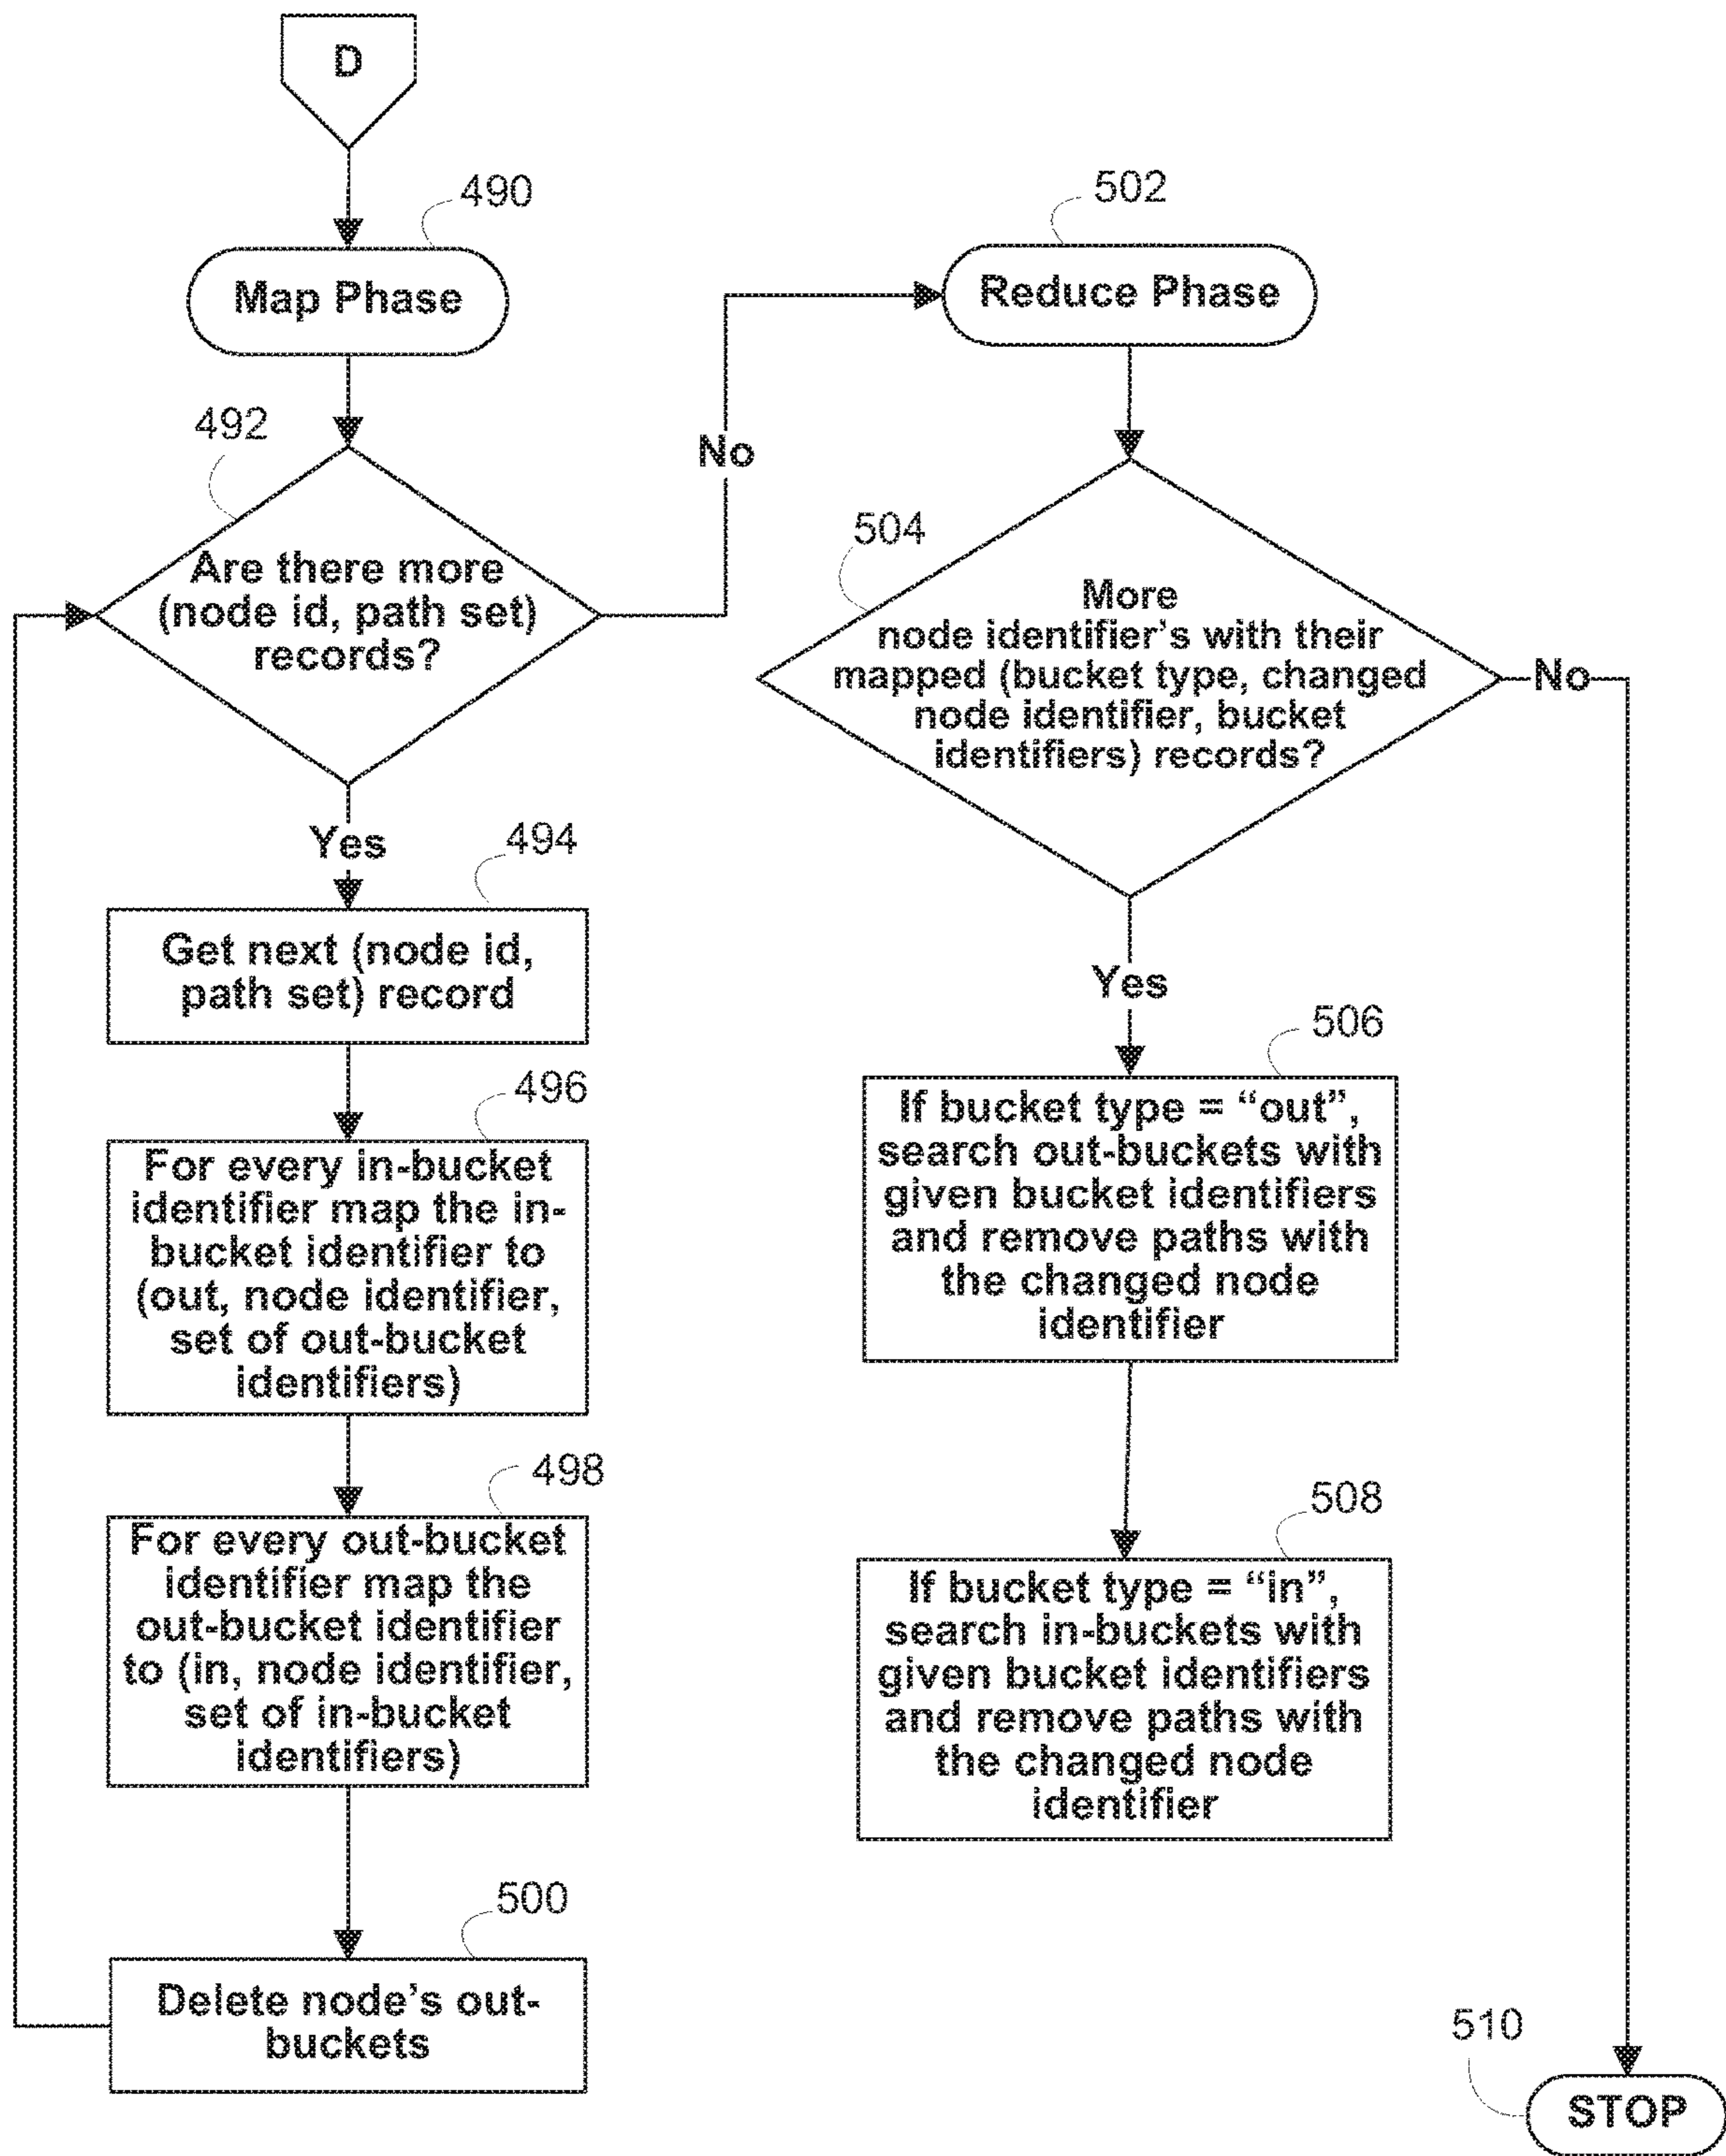 D
490
Map Phase
492
Are there more
(node id, path set)
records?
No
Yes
494
Get next (node id,
path set) record
496
For every in-bucket
identifier map the in-
bucket identifier to
(out, node identifier,
set of out-bucket
identifiers)
498
For every out-bucket
identifier map the
out-bucket identifier
to (in, node identifier,
set of in-bucket
identifiers)
500
Delete node's out-
buckets
502
Reduce Phase
504
More
node identifier's with their
mapped (bucket type, changed
node identifier, bucket
identifiers) records?
No
Yes
506
If bucket type = “out”,
search out-buckets with
given bucket identifiers
and remove paths with
the changed node
identifier
508
If bucket type = “in”,
search in-buckets with
given bucket identifiers
and remove paths with
the changed node
identifier
510
STOP